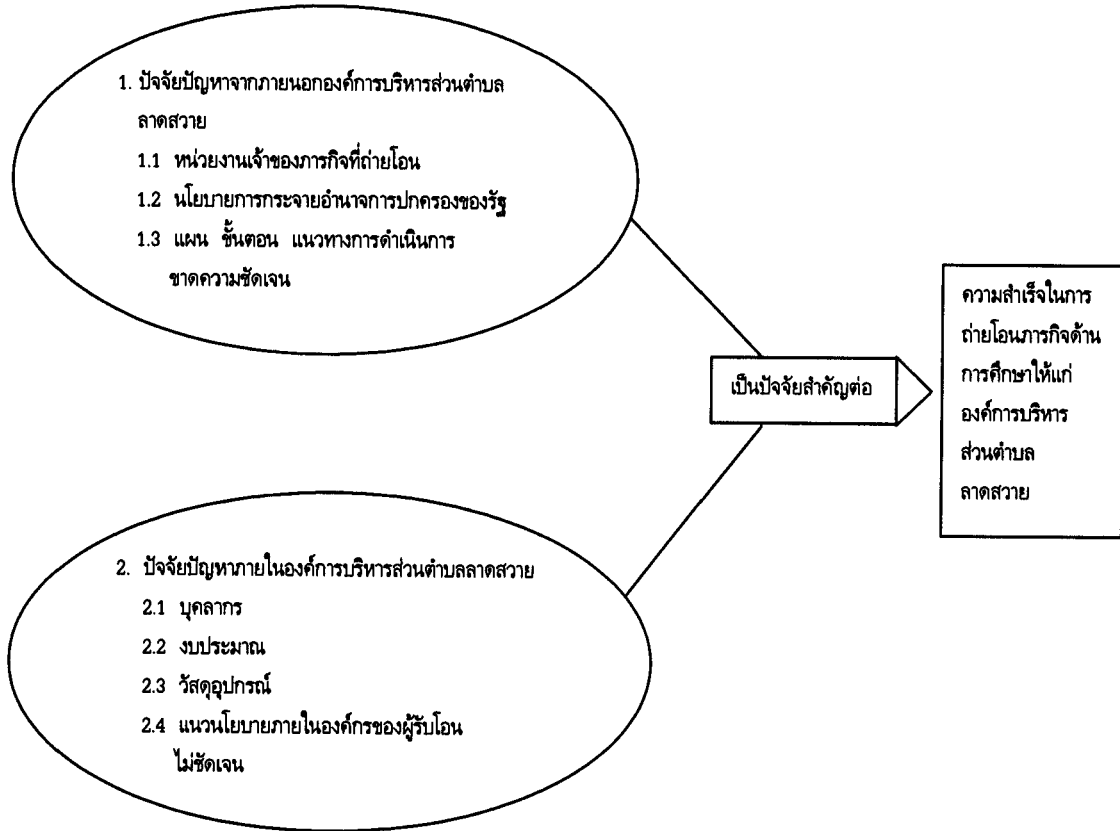 1. ปัจจัยปัญหาจากภายนอกองค์การบริหารส่วนตำบล
ลาดสวาย
1.1 หน่วยงานเจ้าของภารกิจที่ถ่ายโอน
1.2 นโยบายการกระจายอำนาจการปกครองของรัฐ
1.3 แผน ขั้นตอน แนวทางการดำเนินการ
ขาดความชัดเจน
เป็นปัจจัยสำคัญต่อ
ความสำเร็จในการ
ถ่ายโอนภารกิจด้าน
การศึกษาให้แก่
องค์การบริหาร
ส่วนตำบล
ลาดสวาย
2. ปัจจัยปัญหาภายในองค์การบริหารส่วนตำบลลาดสวาย
2.1 บุคลากร
2.2 งบประมาณ
2.3 วัสดุอุปกรณ์
2.4 แนวนโยบายภายในองค์กรของผู้รับโอน
ไม่ชัดเจน